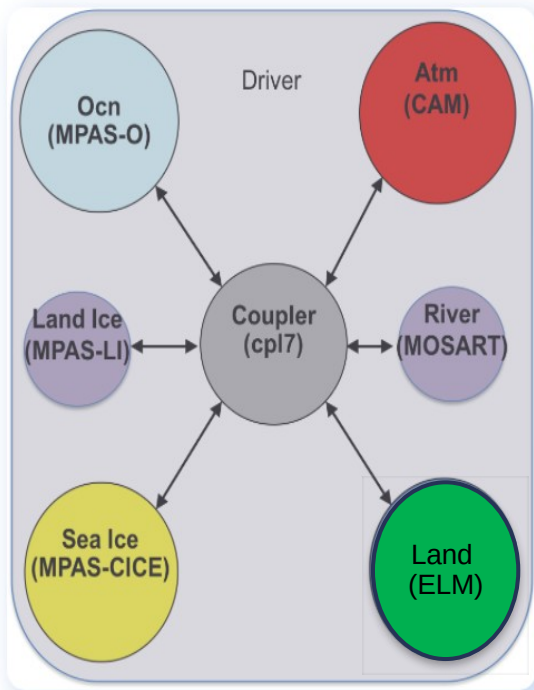 Driver
Ocn
(MPAS-O)
Atm
(CAM)
Land Ice
(MPAS-LI)
Coupler
(cpl7)
River
(MOSART)
Sea Ice
(MPAS-CICE)
Land
(ELM)